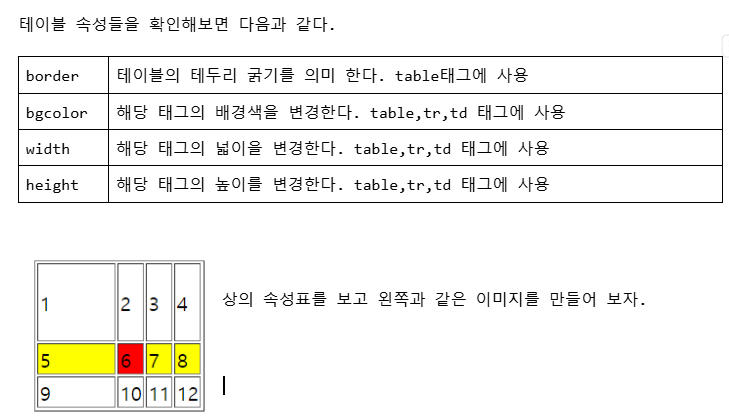 테이블 속성들을 확인해보면 다음과 같다.
border 테이블의 테두리 굵기를 의미 한다. table태그에 사용
bgcolor 해당 태그의 배경색을 변경한다. table,tr,td 태그에 사용
width 해당 태그의 넓이을 변경한다. table,tr,td 태그에 사용
height 해당 태그의 높이를 변경한다. table,tr,td 태그에 사용
1 2 3 4
상의 속성표를 보고 왼쪽과 같은 이미지를 만들어 보자.
5 6 7 8
9 10 11 12